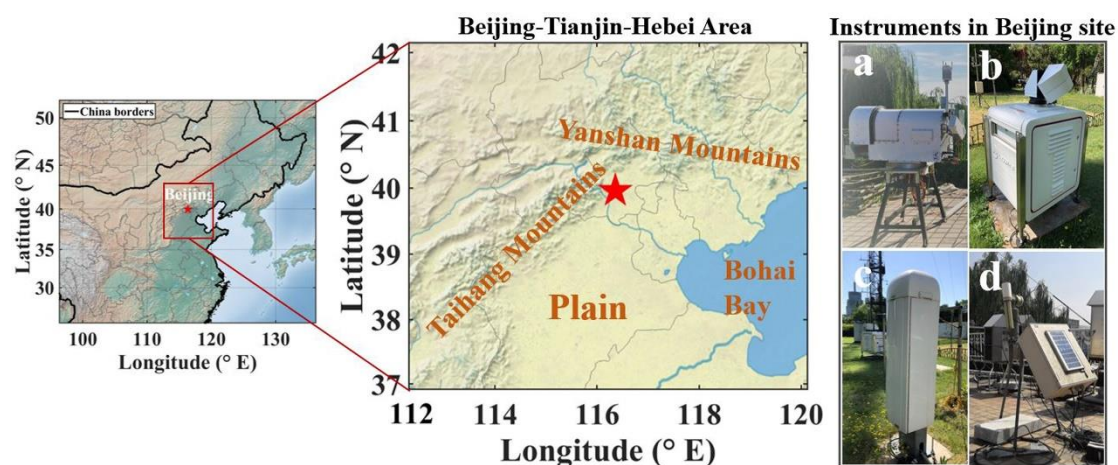 Beijing-Tianjin-Hebei Area
Instruments in Beijing site
China borders
50
45
40
35
30
Latitude (° N)
Beijing
100 110 120 130
Longitude (° E)
42
41
40
39
38
37
Latitude (° N)
Yanshan Mountains
Taihang Mountains
Plain
Bohai
Bay
112 114 116 118 120
Longitude (° E)
a
b
c
d